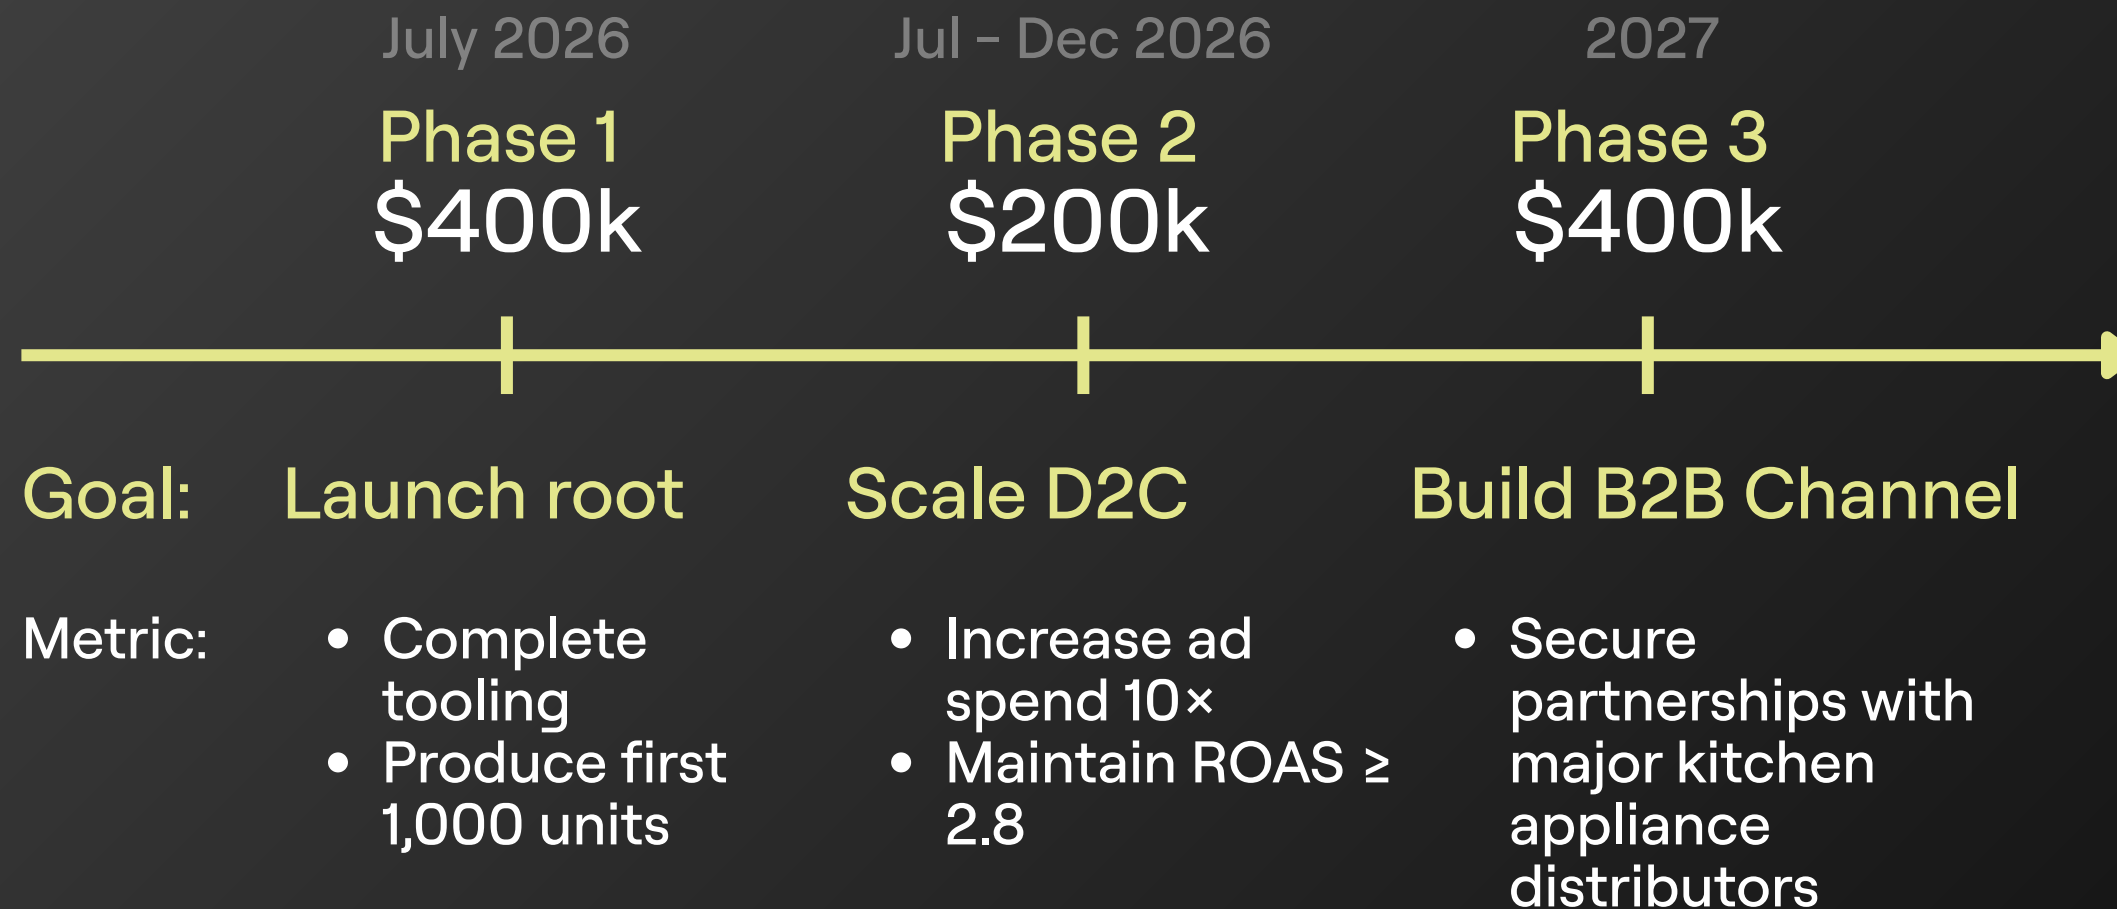 July 2026
Jul – Dec 2026
2027
Phase 1
Phase 2
Phase 3
$400k
$200k
$400k
Goal:
Launch root
Scale D2C
Build B2B Channel
Metric:
• Complete
tooling
• Produce first
1,000 units
• Increase ad
spend 10×
• Maintain ROAS ≥
2.8
• Secure
partnerships with
major kitchen
appliance
distributors